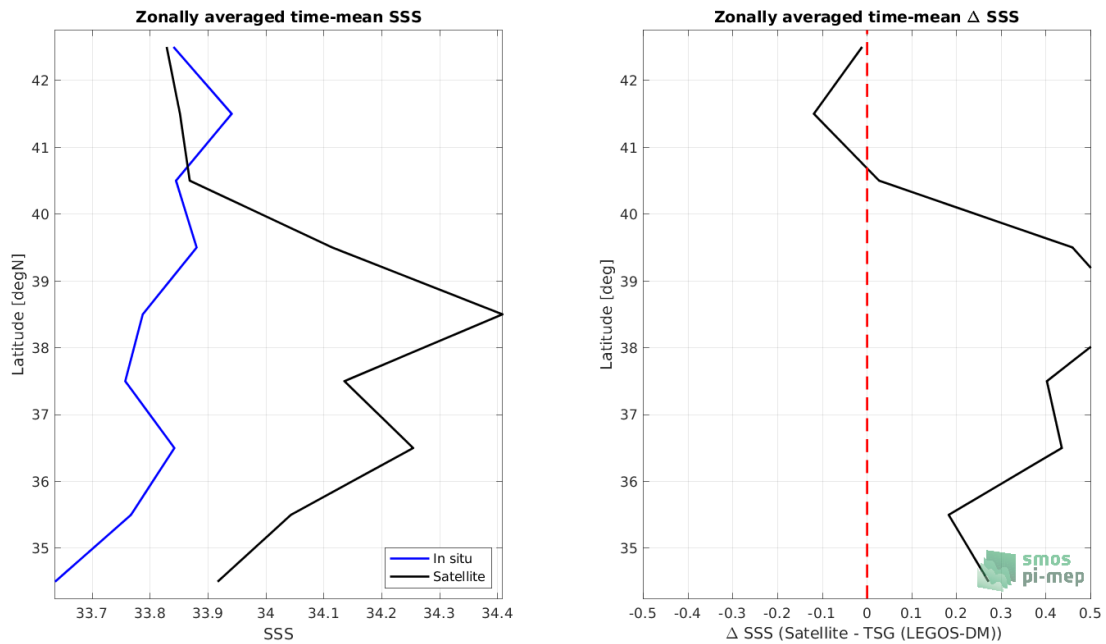 Zonally averaged time-mean SSS
42
41
40
39
38
37
36
35
Latitude [degN]
33.7 33.8 33.9 34 34.1 34.2 34.3 34.4
SSS
In situ
Satellite
Zonally averaged time-mean Δ SSS
42
41
40
39
38
37
36
35
Latitude [deg]
-0.5 -0.4 -0.3 -0.2 -0.1 0 0.1 0.2 0.3 0.4 0.5
Δ SSS (Satellite - TSG (LEGOS-DM))
smos
pi-mep